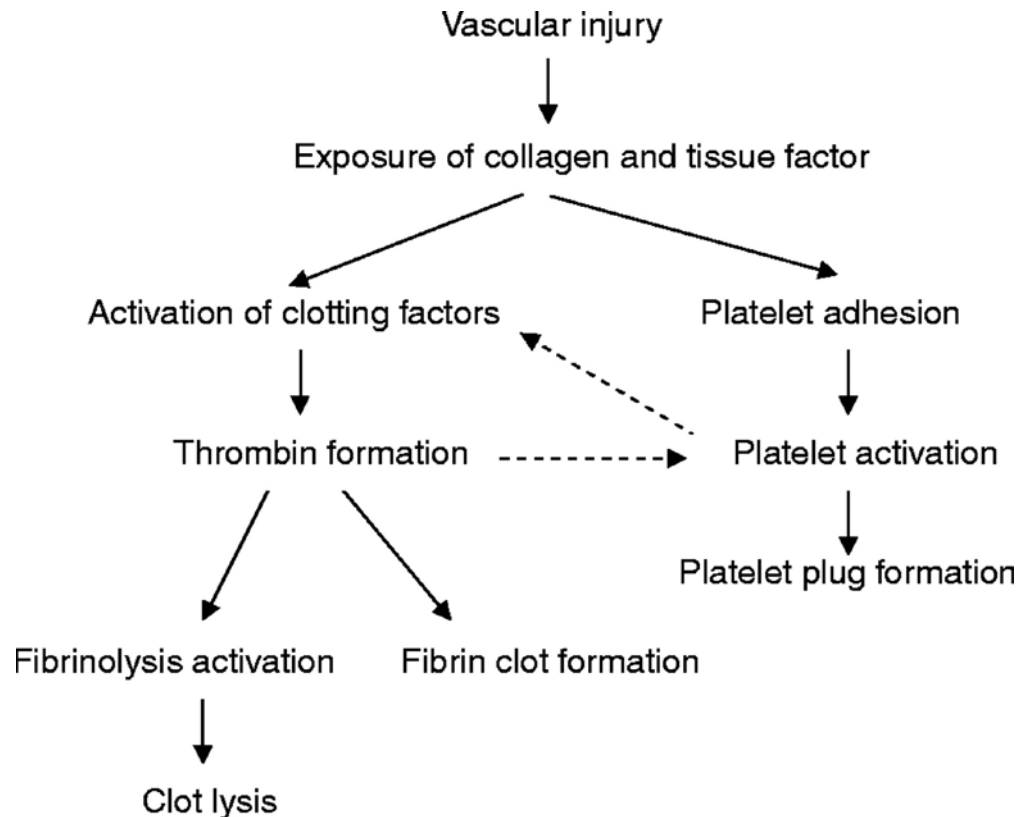 Vascular injury
Exposure of collagen and tissue factor
Activation of clotting factors
Platelet adhesion
Thrombin formation
Platelet activation
Platelet plug formation
Fibrinolysis activation
Fibrin clot formation
Clot lysis